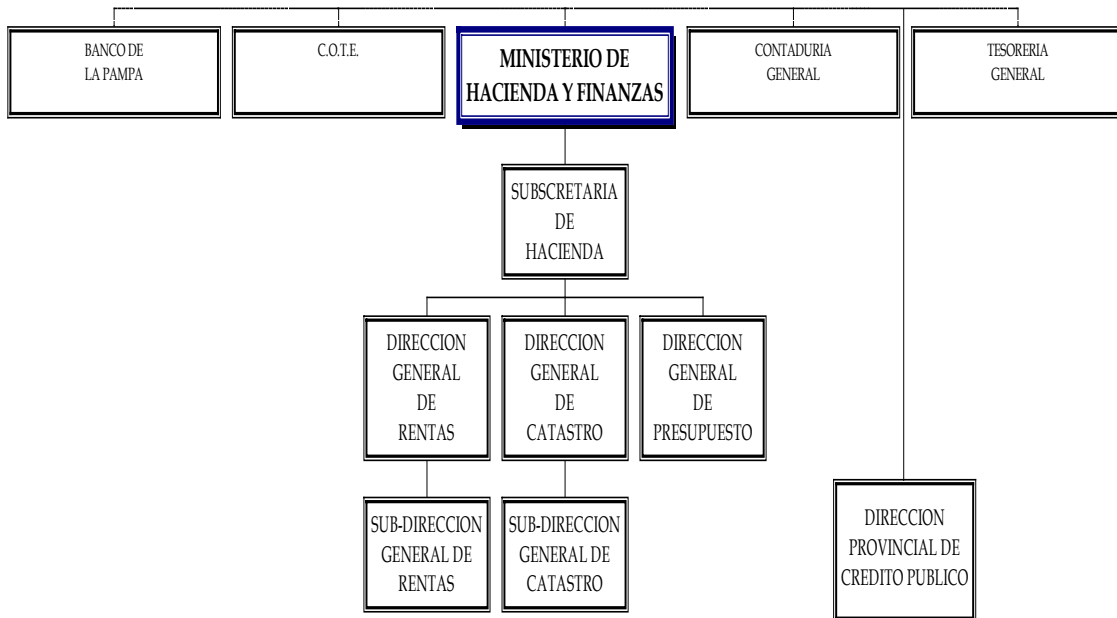 BANCO DE
LA PAMPA
C.O.T.E.
MINISTERIO DE
HACIENDA Y FINANZAS
CONTADURIA
GENERAL
TESORERIA
GENERAL
SUBSCRETARIA
DE
HACIENDA
DIRECCION
GENERAL
DE
RENTAS
DIRECCION
GENERAL
DE
CATASTRO
DIRECCION
GENERAL
DE
PRESUPUESTO
SUB-DIRECCION
GENERAL DE
RENTAS
SUB-DIRECCION
GENERAL DE
CATASTRO
DIRECCION
PROVINCIAL DE
CREDITO PUBLICO